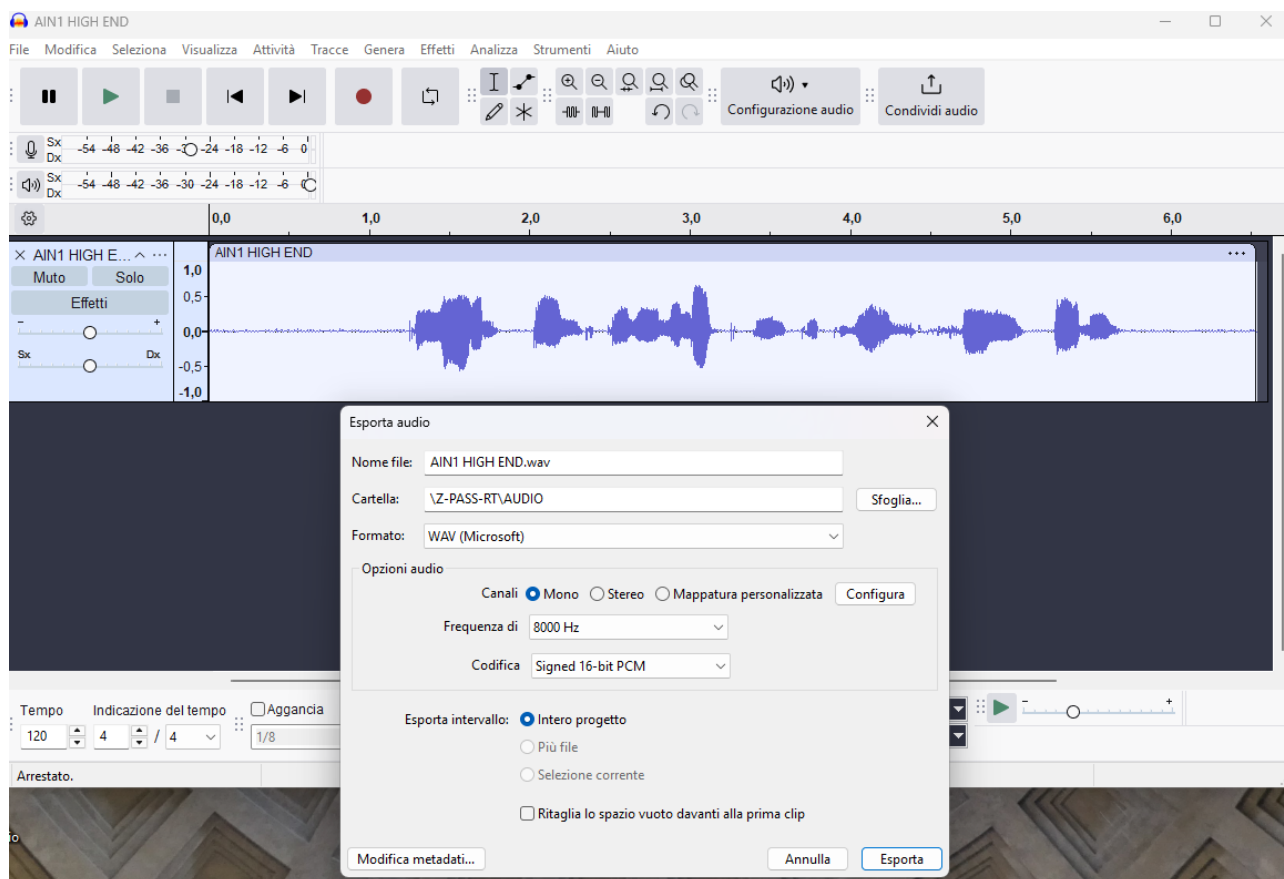 AIN1 HIGH END
File Modifica Seleziona Visualizza Attività Tracce Genera Effetti Analizza Strumenti Aiuto
Configurazione audio
Condividi audio
Sx
Dx
-54 -48 -42 -36 -30 -24 -18 -12 -6 0
Sx
Dx
-54 -48 -42 -36 -30 -24 -18 -12 -6 0
0,0 1,0 2,0 3,0 4,0 5,0 6,0
AIN1 HIGH E...
AIN1 HIGH END
Muto Solo
Effetti
- +
Sx Dx
1,0
0,5
0,0
-0,5
-1,0
Esporta audio
Nome file: AIN1 HIGH END.wav
Cartella: \Z-PASS-RT\AUDIO Sfoglia...
Formato: WAV (Microsoft)
Opzioni audio
Canali Mono Stereo Mappatura personalizzata Configura
Frequenza di 8000 Hz
Codifica Signed 16-bit PCM
Esporta intervallo: Intero progetto
Più file
Selezione corrente
Ritaglia lo spazio vuoto davanti alla prima clip
Modifica metadati... Annulla Esporta
Tempo Indicazione del tempo Aggancia
120 4 / 4 1/8
- +
Arrestato.
io